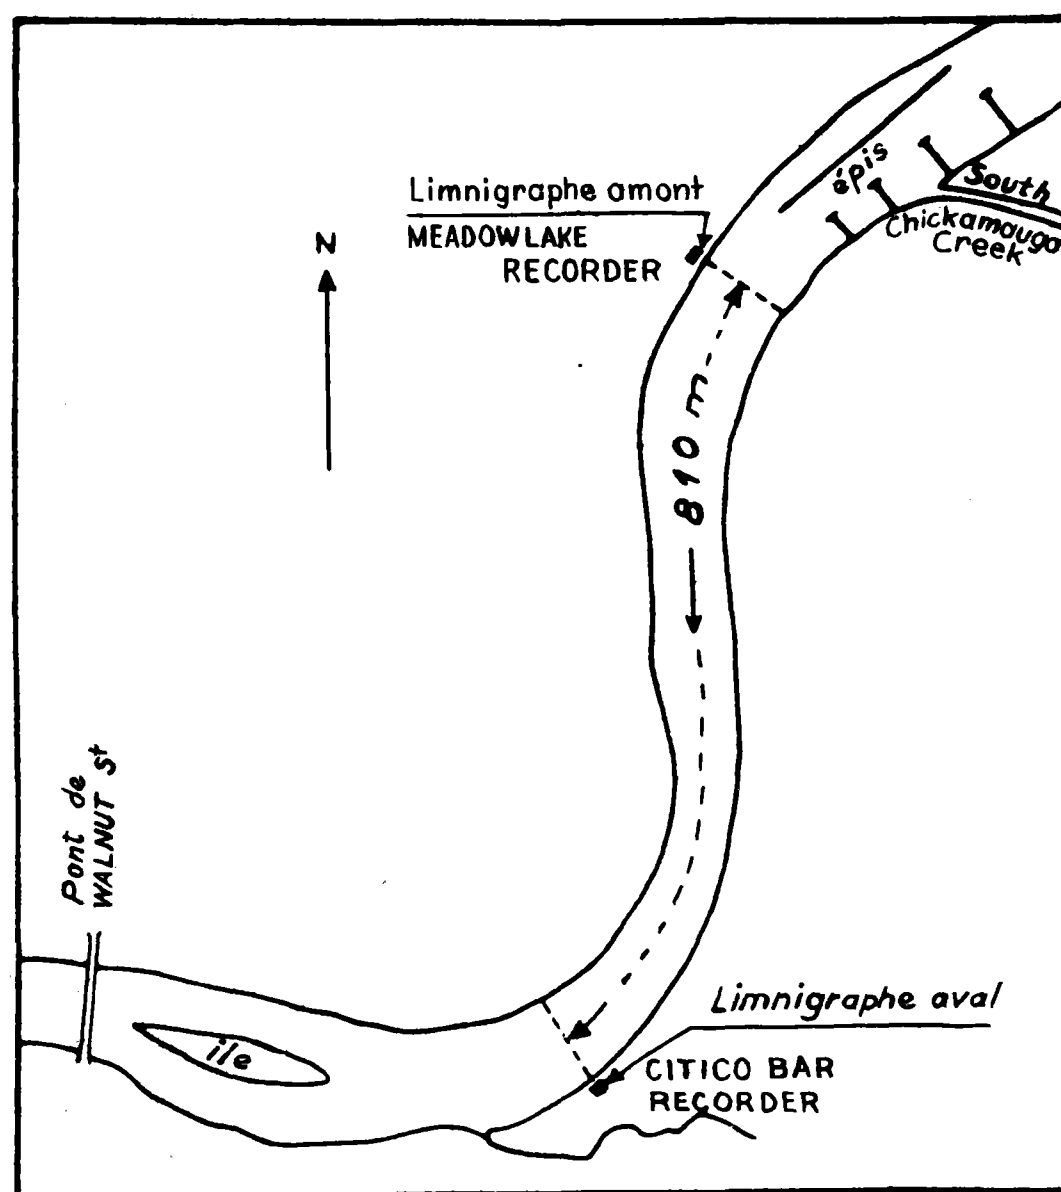 épis
South
Chickamauga
Creek
Limnigraphe amont
MEADOWLAKE
RECORDER
N
810 m
Pont de
WALNUT St
île
Limnigraphe aval
CITICO BAR
RECORDER